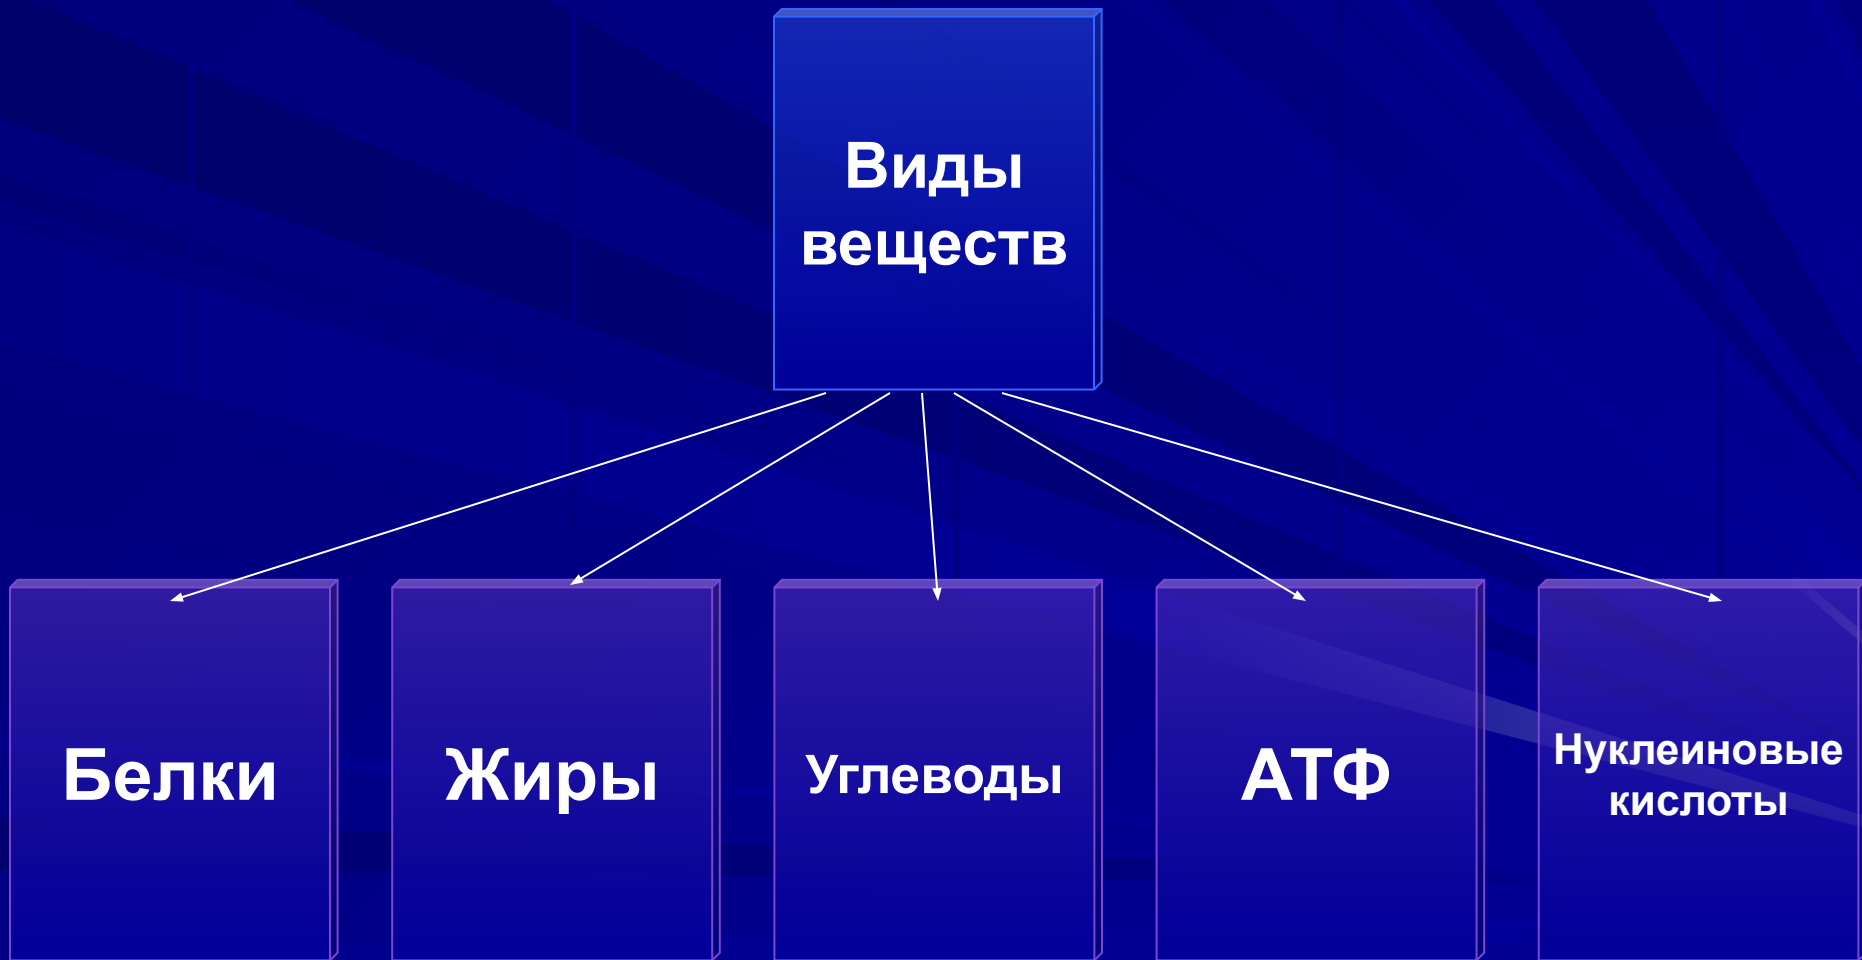 Виды
веществ
Белки
Жиры
Углеводы
АТФ
Нуклеиновые
кислоты